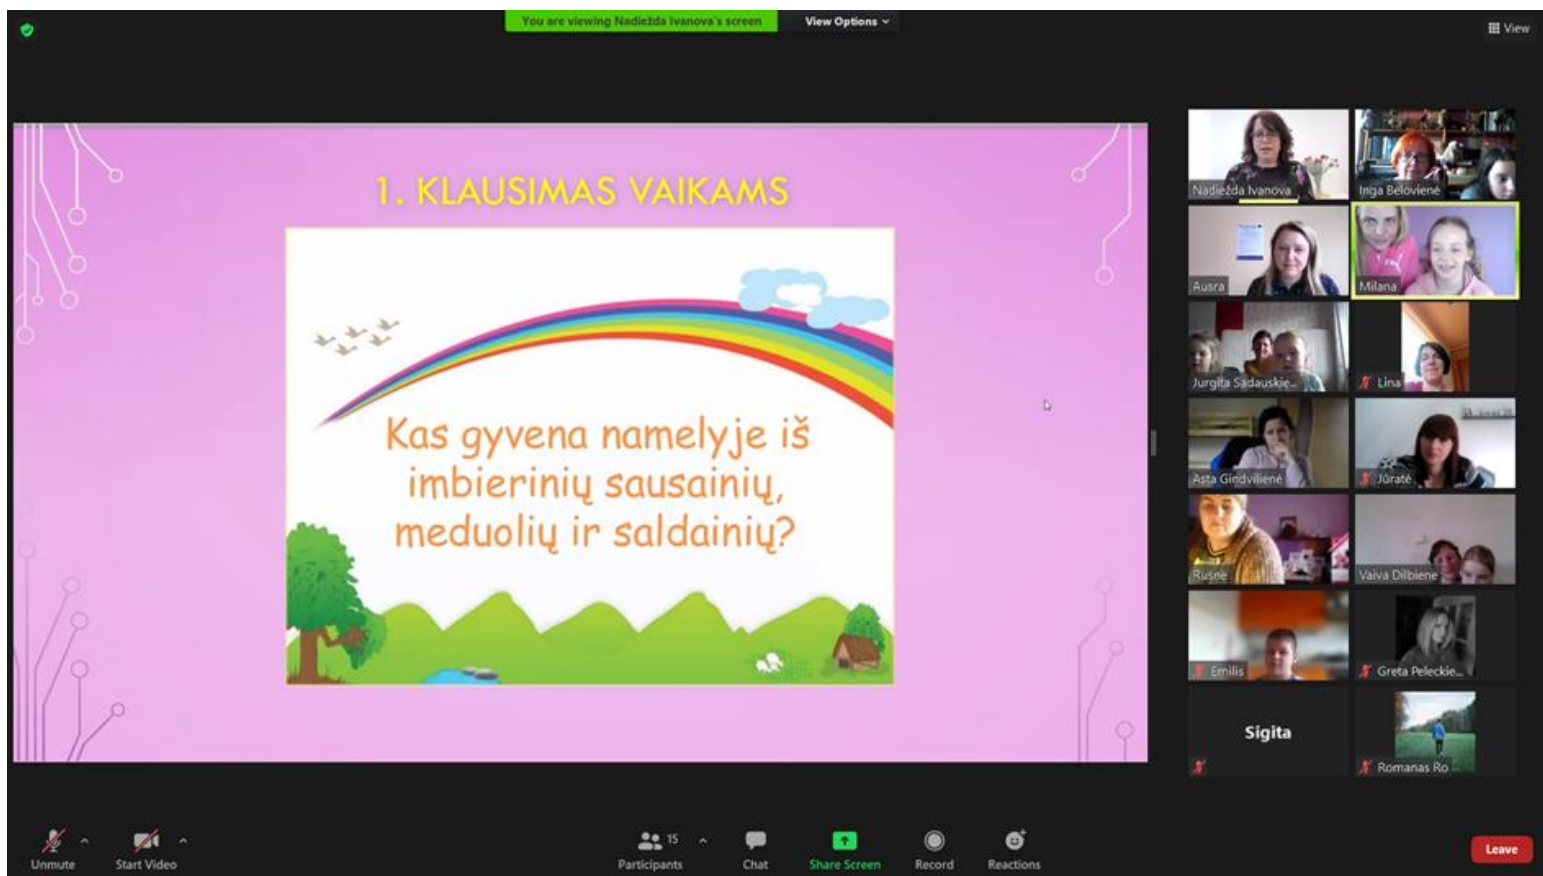 You are viewing Nadiežda Ivanova's screen
View Options
View
1. KLAUSIMAS VAIKAMS
Kas gyvena namelyje iš
imbierinių sausainių,
meduolių ir saldainių?
Nadiežda Ivanova
Inga Belovienė
Ausra
Milana
Jurgita Sadauskie...
Lina
Asta Gindvilienė
Jūratė
Rusnė
Vaiva Dilbiene
Emilis
Greta Peleckie...
Sigita
Romanas Ro
Unmute
Start Video
Participants
15
Chat
Share Screen
Record
Reactions
Leave